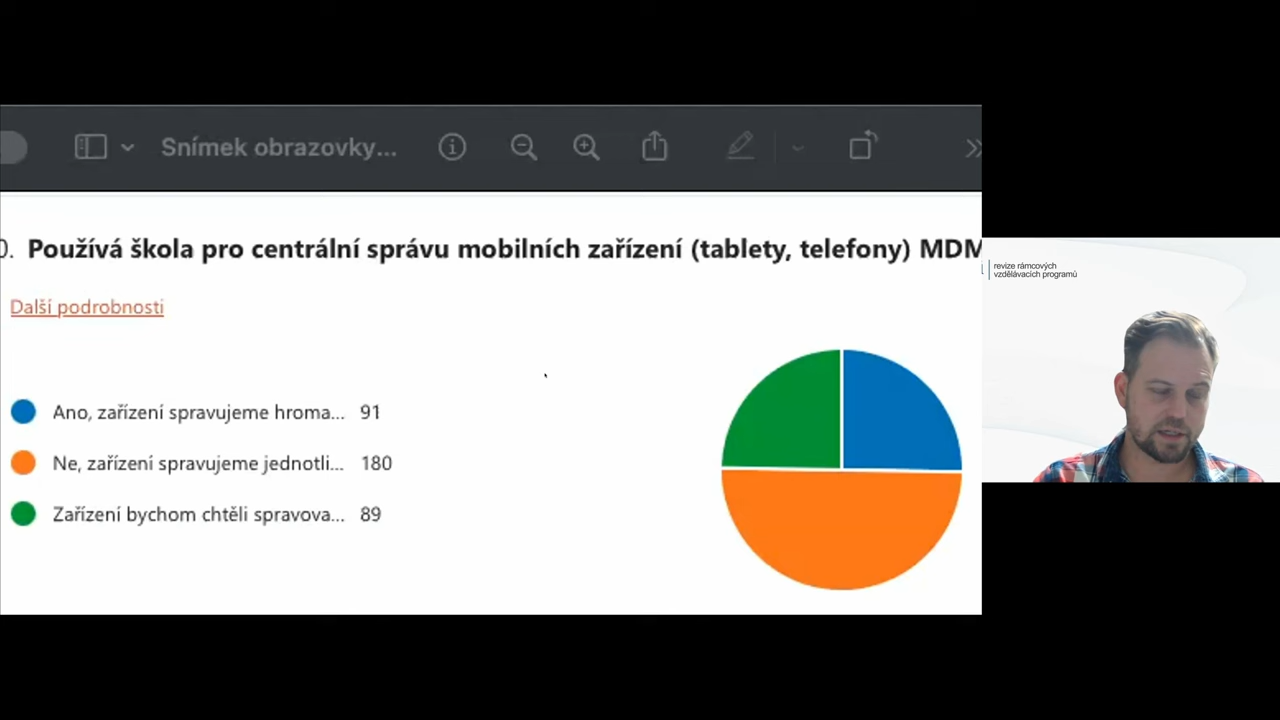 Snímek obrazovky...
0. Používá škola pro centrální správu mobilních zařízení (tablety, telefony) MDM
Další podrobnosti
Ano, zařízení spravujeme hroma... 91
Ne, zařízení spravujeme jednotli... 180
Zařízení bychom chtěli spravova... 89
revize rámcových
vzdělávacích programů